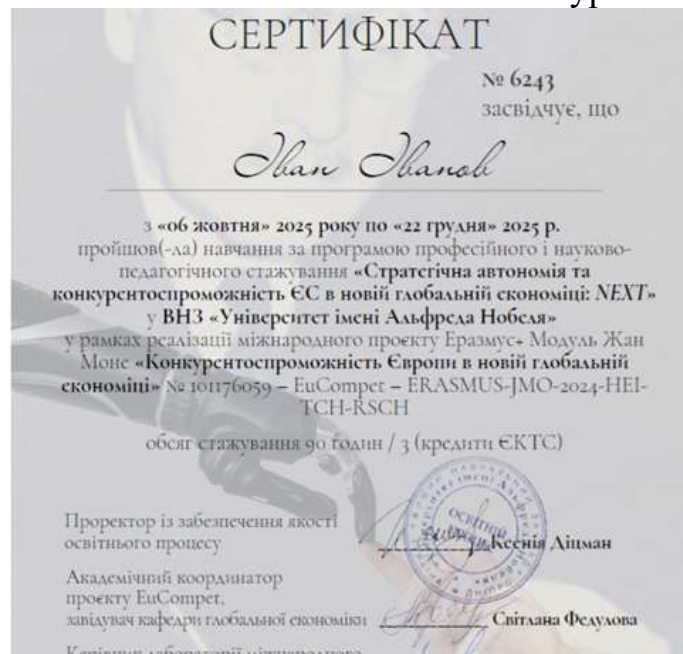 СЕРТИФІКАТ
№ 6243
засвідчує, що
Іван Іванов
з «06 жовтня» 2025 року по «22 грудня» 2025 р.
пройшов(-ла) навчання за програмою професійного і науково-
педагогічного стажування «Стратегічна автономія та
конкурентоспроможність ЄС в новій глобальній економіці: NEXT»
у ВНЗ «Університет імені Альфреда Нобеля»
у рамках реалізації міжнародного проєкту Еразмус+ Модуль Жан
Моне «Конкурентоспроможність Європи в новій глобальній
економіці» № 101176059 – EuCompet – ERASMUS-JMO-2024-HEI-
TCH-RSCH
обсяг стажування 90 годин / 3 (кредити ЄКТС)
Проректор із забезпечення якості
освітнього процесу Ксенія Діцман
Академічний координатор
проєкту EuCompet,
завідувач кафедри глобальної економіки Світлана Федулова
Керівник лабораторії міжнародного